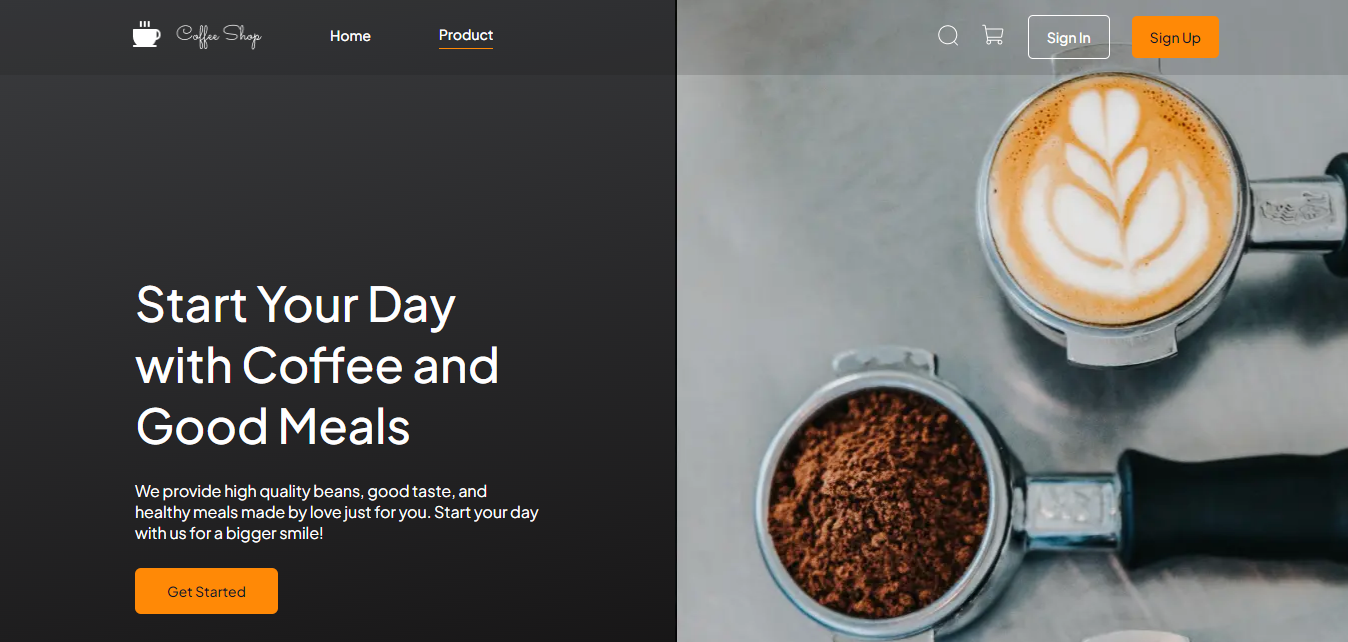 Coffee Shop
Home
Product
Sign In
Sign Up
Start Your Day
with Coffee and
Good Meals
We provide high quality beans, good taste, and
healthy meals made by love just for you. Start your day
with us for a bigger smile!
Get Started